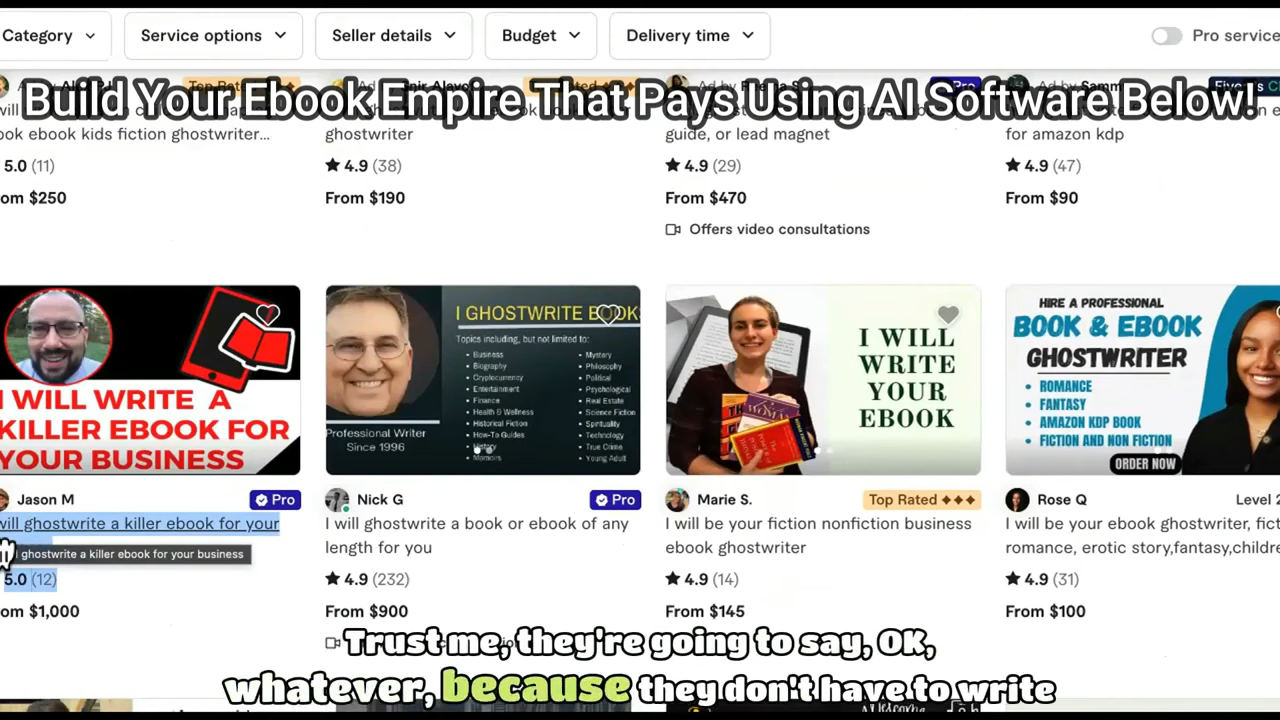 Category
Service options
Seller details
Budget
Delivery time
Pro service
Build Your Ebook Empire That Pays Using AI Software Below!
ook ebook kids fiction ghostwriter...
ghostwriter
guide, or lead magnet
for amazon kdp
5.0 (11)
4.9 (38)
4.9 (29)
4.9 (47)
om $250
From $190
From $470
From $90
Offers video consultations
I WILL WRITE A
KILLER EBOOK FOR
YOUR BUSINESS
I GHOSTWRITE BOOK
Topics including, but not limited to:
Business
Biography
Cryptocurrency
Entertainment
Finance
Health & Wellness
Historical Fiction
How-To Guides
History
Memoirs
Mystery
Philosophy
Political
Psychological
Real Estate
Science Fiction
Spirituality
Technology
True Crime
Young Adult
Professional Writer
Since 1996
I WILL
WRITE
YOUR
EBOOK
HIRE A PROFESSIONAL
BOOK & EBOOK
GHOSTWRITER
ROMANCE
FANTASY
AMAZON KDP BOOK
FICTION AND NON FICTION
ORDER NOW
Jason M
Pro
will ghostwrite a killer ebook for your
ghostwrite a killer ebook for your business
5.0 (12)
om $1,000
Nick G
Pro
I will ghostwrite a book or ebook of any
length for you
4.9 (232)
From $900
Marie S.
Top Rated
I will be your fiction nonfiction business
ebook ghostwriter
4.9 (14)
From $145
Rose Q
Level 2
I will be your ebook ghostwriter, fict
romance, erotic story,fantasy,childre
4.9 (31)
From $100
Trust me, they're going to say, OK,
whatever, because they don't have to write